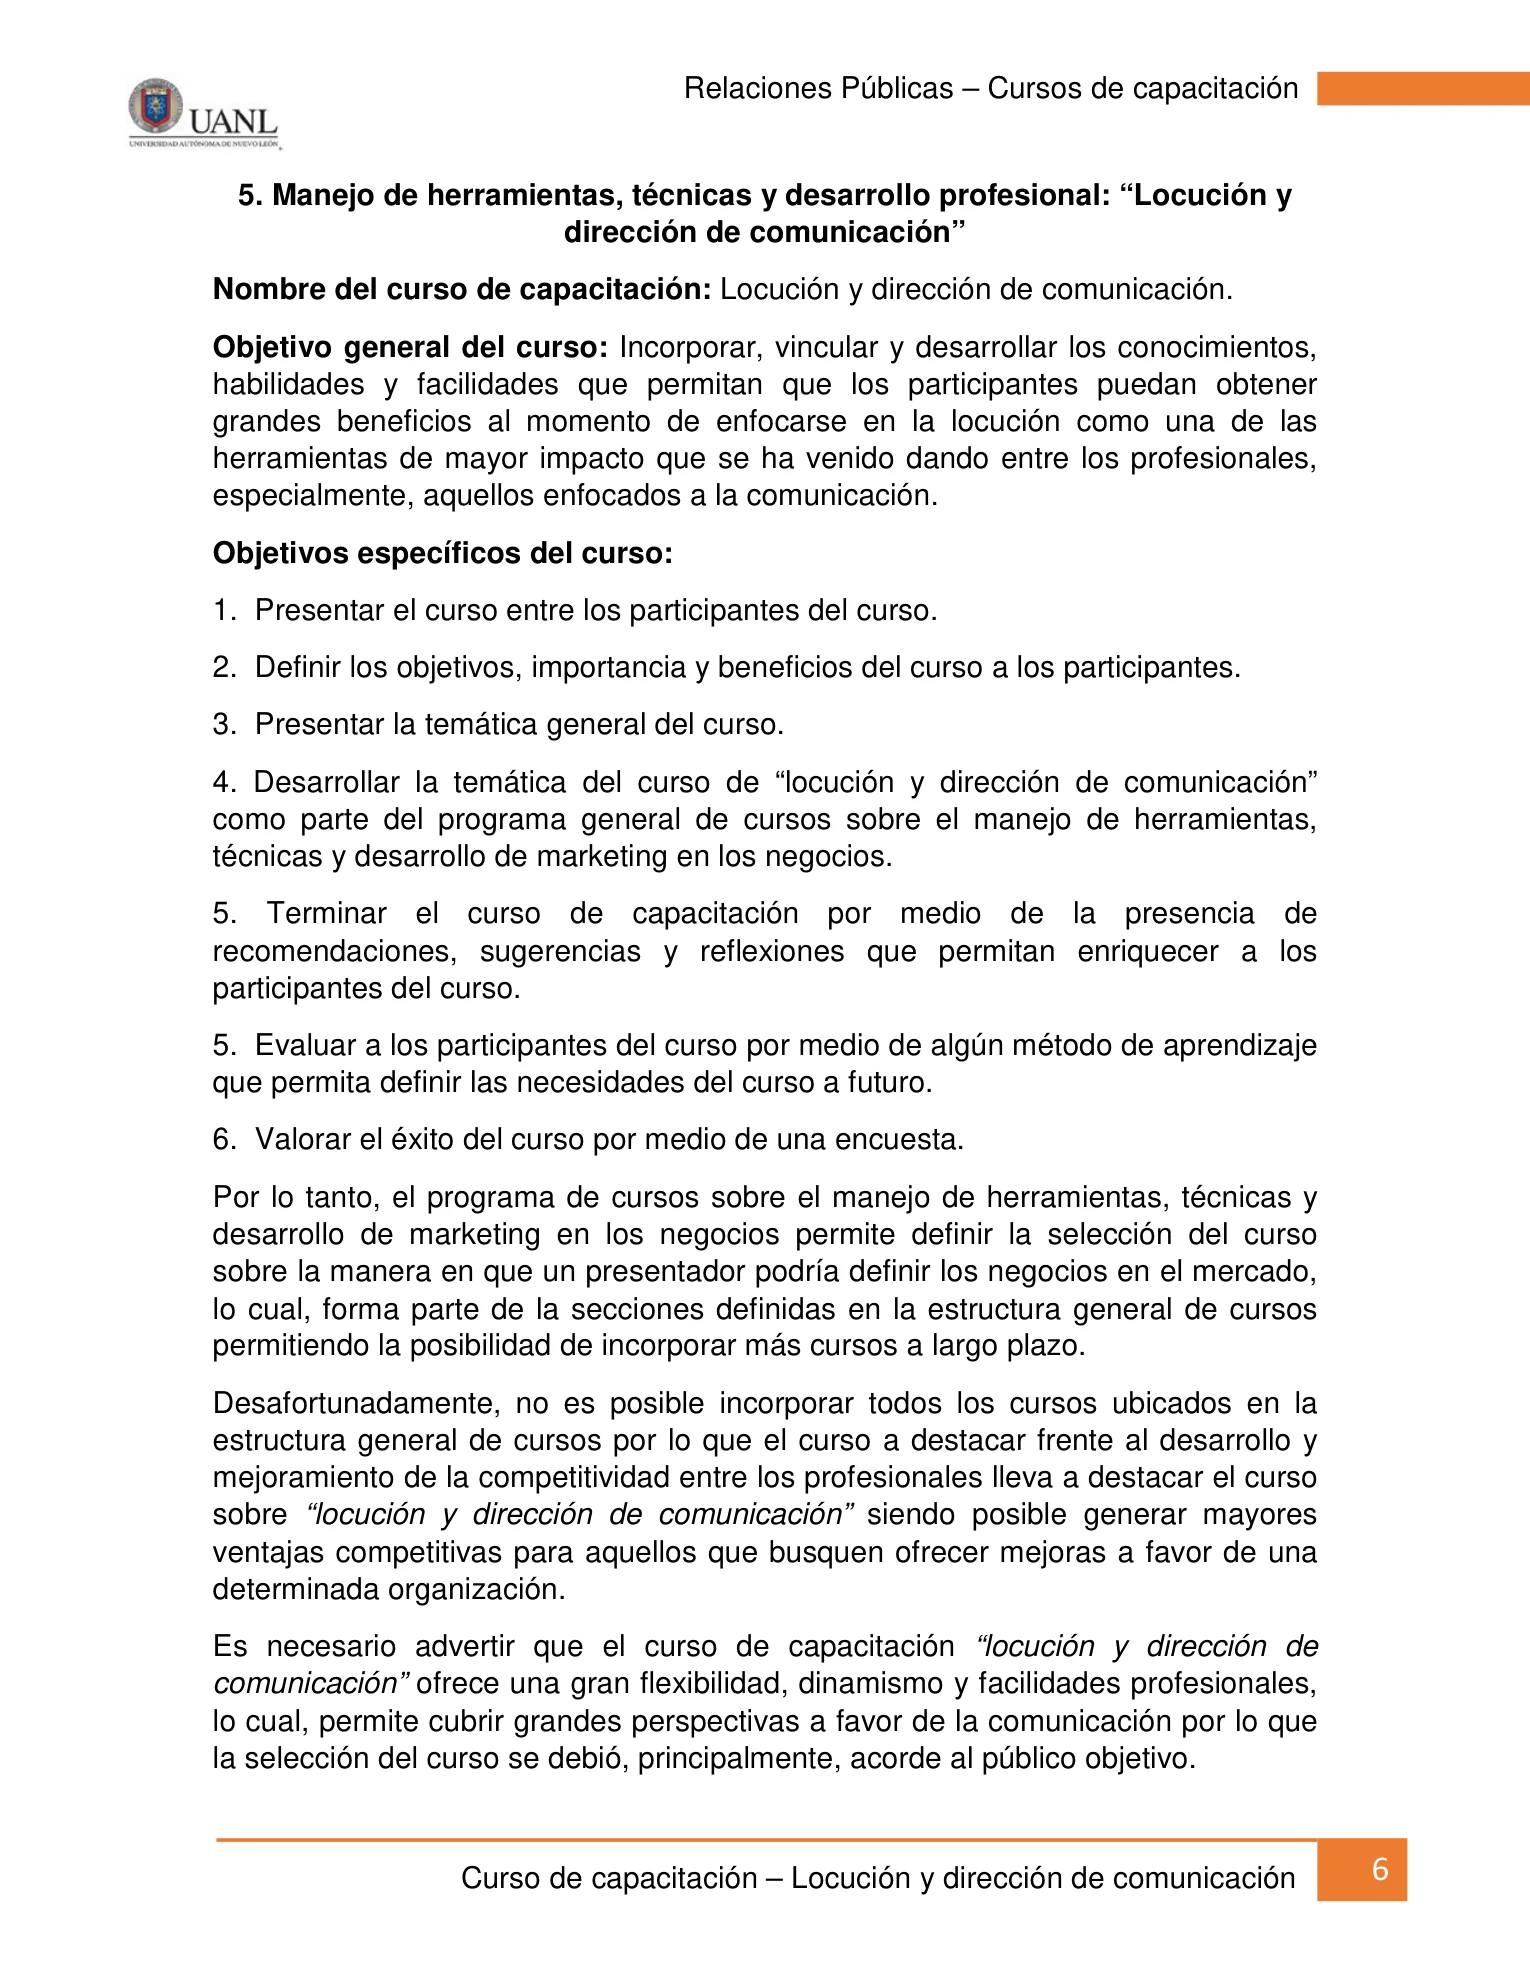 Relaciones Públicas – Cursos de capacitación
UANL
UNIVERSIDAD AUTÓNOMA DE NUEVO LEÓN
5. Manejo de herramientas, técnicas y desarrollo profesional: “Locución y
dirección de comunicación”
Nombre del curso de capacitación: Locución y dirección de comunicación.
Objetivo general del curso: Incorporar, vincular y desarrollar los conocimientos,
habilidades y facilidades que permitan que los participantes puedan obtener
grandes beneficios al momento de enfocarse en la locución como una de las
herramientas de mayor impacto que se ha venido dando entre los profesionales,
especialmente, aquellos enfocados a la comunicación.
Objetivos específicos del curso:
1. Presentar el curso entre los participantes del curso.
2. Definir los objetivos, importancia y beneficios del curso a los participantes.
3. Presentar la temática general del curso.
4. Desarrollar la temática del curso de “locución y dirección de comunicación”
como parte del programa general de cursos sobre el manejo de herramientas,
técnicas y desarrollo de marketing en los negocios.
5. Terminar el curso de capacitación por medio de la presencia de
recomendaciones, sugerencias y reflexiones que permitan enriquecer a los
participantes del curso.
5. Evaluar a los participantes del curso por medio de algún método de aprendizaje
que permita definir las necesidades del curso a futuro.
6. Valorar el éxito del curso por medio de una encuesta.
Por lo tanto, el programa de cursos sobre el manejo de herramientas, técnicas y
desarrollo de marketing en los negocios permite definir la selección del curso
sobre la manera en que un presentador podría definir los negocios en el mercado,
lo cual, forma parte de la secciones definidas en la estructura general de cursos
permitiendo la posibilidad de incorporar más cursos a largo plazo.
Desafortunadamente, no es posible incorporar todos los cursos ubicados en la
estructura general de cursos por lo que el curso a destacar frente al desarrollo y
mejoramiento de la competitividad entre los profesionales lleva a destacar el curso
sobre “locución y dirección de comunicación” siendo posible generar mayores
ventajas competitivas para aquellos que busquen ofrecer mejoras a favor de una
determinada organización.
Es necesario advertir que el curso de capacitación “locución y dirección de
comunicación” ofrece una gran flexibilidad, dinamismo y facilidades profesionales,
lo cual, permite cubrir grandes perspectivas a favor de la comunicación por lo que
la selección del curso se debió, principalmente, acorde al público objetivo.
Curso de capacitación – Locución y dirección de comunicación
6